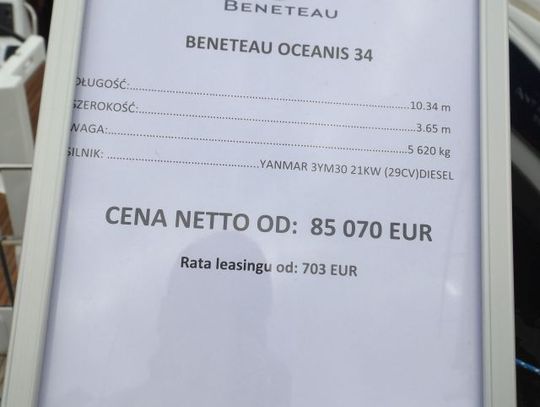 BENETEAU
BENETEAU OCEANIS 34
DŁUGOŚĆ:..........................................................................10.34 m
SZEROKOŚĆ:.......................................................................3.65 m
WAGA:...............................................................................5 620 kg
SILNIK: ........................................YANMAR 3YM30 21KW (29CV)DIESEL
CENA NETTO OD: 85 070 EUR
Rata leasingu od: 703 EUR